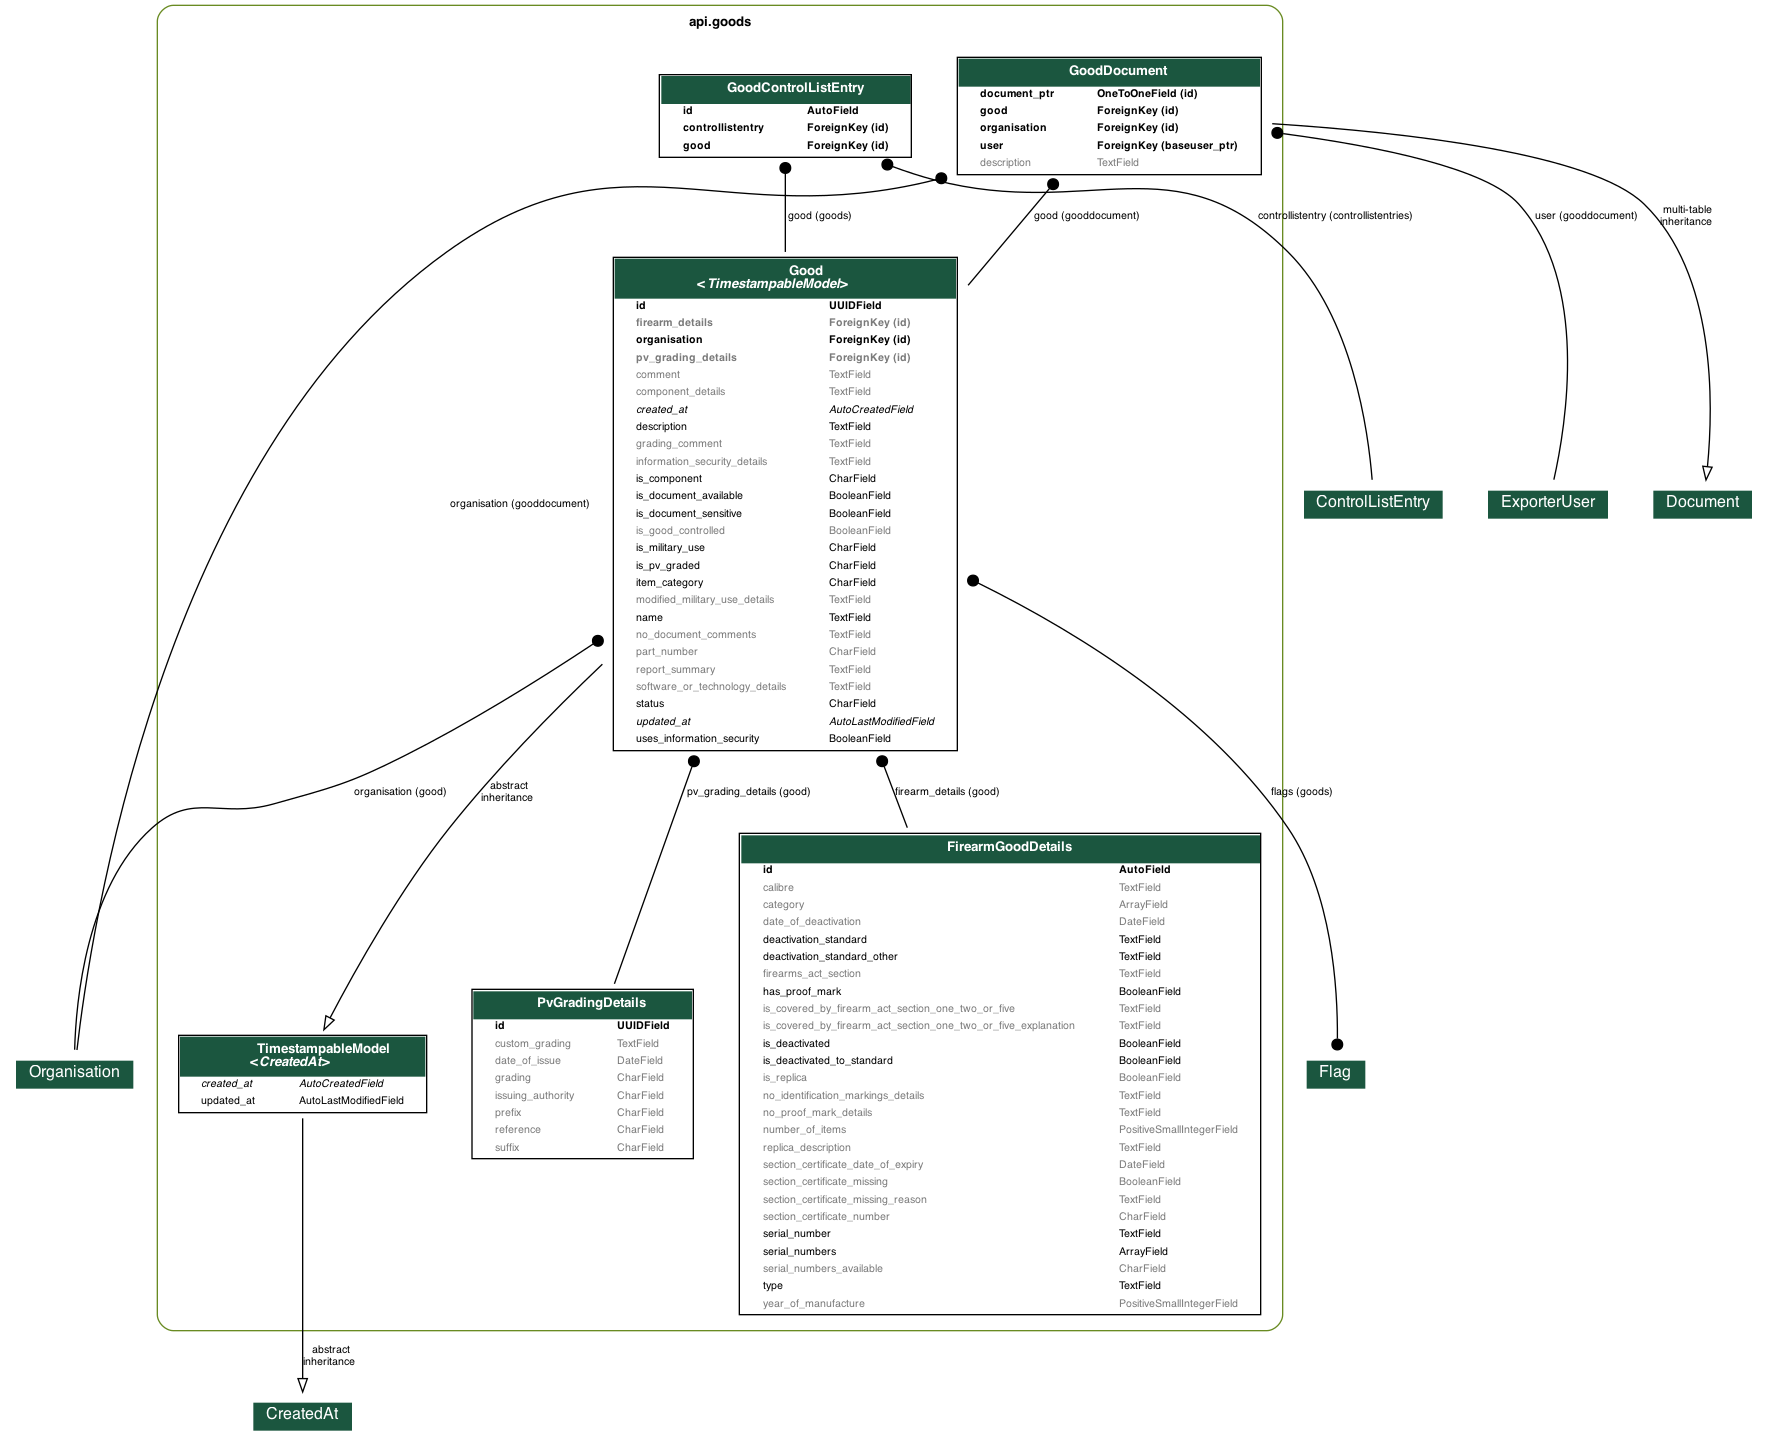 api.goods
GoodControlListEntry
id AutoField
controllistentry ForeignKey (id)
good ForeignKey (id)
GoodDocument
document_ptr OneToOneField (id)
good ForeignKey (id)
organisation ForeignKey (id)
user ForeignKey (baseuser_ptr)
description TextField
good (goods)
good (gooddocument)
controllistentry (controllistentries)
user (gooddocument)
multi-table
inheritance
Good
<TimestampableModel>
id UUIDField
firearm_details ForeignKey (id)
organisation ForeignKey (id)
pv_grading_details ForeignKey (id)
comment TextField
component_details TextField
created_at AutoCreatedField
description TextField
grading_comment TextField
information_security_details TextField
is_component CharField
is_document_available BooleanField
is_document_sensitive BooleanField
is_good_controlled BooleanField
is_military_use CharField
is_pv_graded CharField
item_category CharField
modified_military_use_details TextField
name TextField
no_document_comments TextField
part_number CharField
report_summary TextField
software_or_technology_details TextField
status CharField
updated_at AutoLastModifiedField
uses_information_security BooleanField
organisation (gooddocument)
ControlListEntry
ExporterUser
Document
organisation (good)
abstract
inheritance
pv_grading_details (good)
firearm_details (good)
flags (goods)
FirearmGoodDetails
id AutoField
calibre TextField
category ArrayField
date_of_deactivation DateField
deactivation_standard TextField
deactivation_standard_other TextField
firearms_act_section TextField
has_proof_mark BooleanField
is_covered_by_firearm_act_section_one_two_or_five TextField
is_covered_by_firearm_act_section_one_two_or_five_explanation TextField
is_deactivated BooleanField
is_deactivated_to_standard BooleanField
is_replica BooleanField
no_identification_markings_details TextField
no_proof_mark_details TextField
number_of_items PositiveSmallIntegerField
replica_description TextField
section_certificate_date_of_expiry DateField
section_certificate_missing BooleanField
section_certificate_missing_reason TextField
section_certificate_number CharField
serial_number TextField
serial_numbers ArrayField
serial_numbers_available CharField
type TextField
year_of_manufacture PositiveSmallIntegerField
PvGradingDetails
id UUIDField
custom_grading TextField
date_of_issue DateField
grading CharField
issuing_authority CharField
prefix CharField
reference CharField
suffix CharField
TimestampableModel
<CreatedAt>
created_at AutoCreatedField
updated_at AutoLastModifiedField
Organisation
Flag
abstract
inheritance
CreatedAt